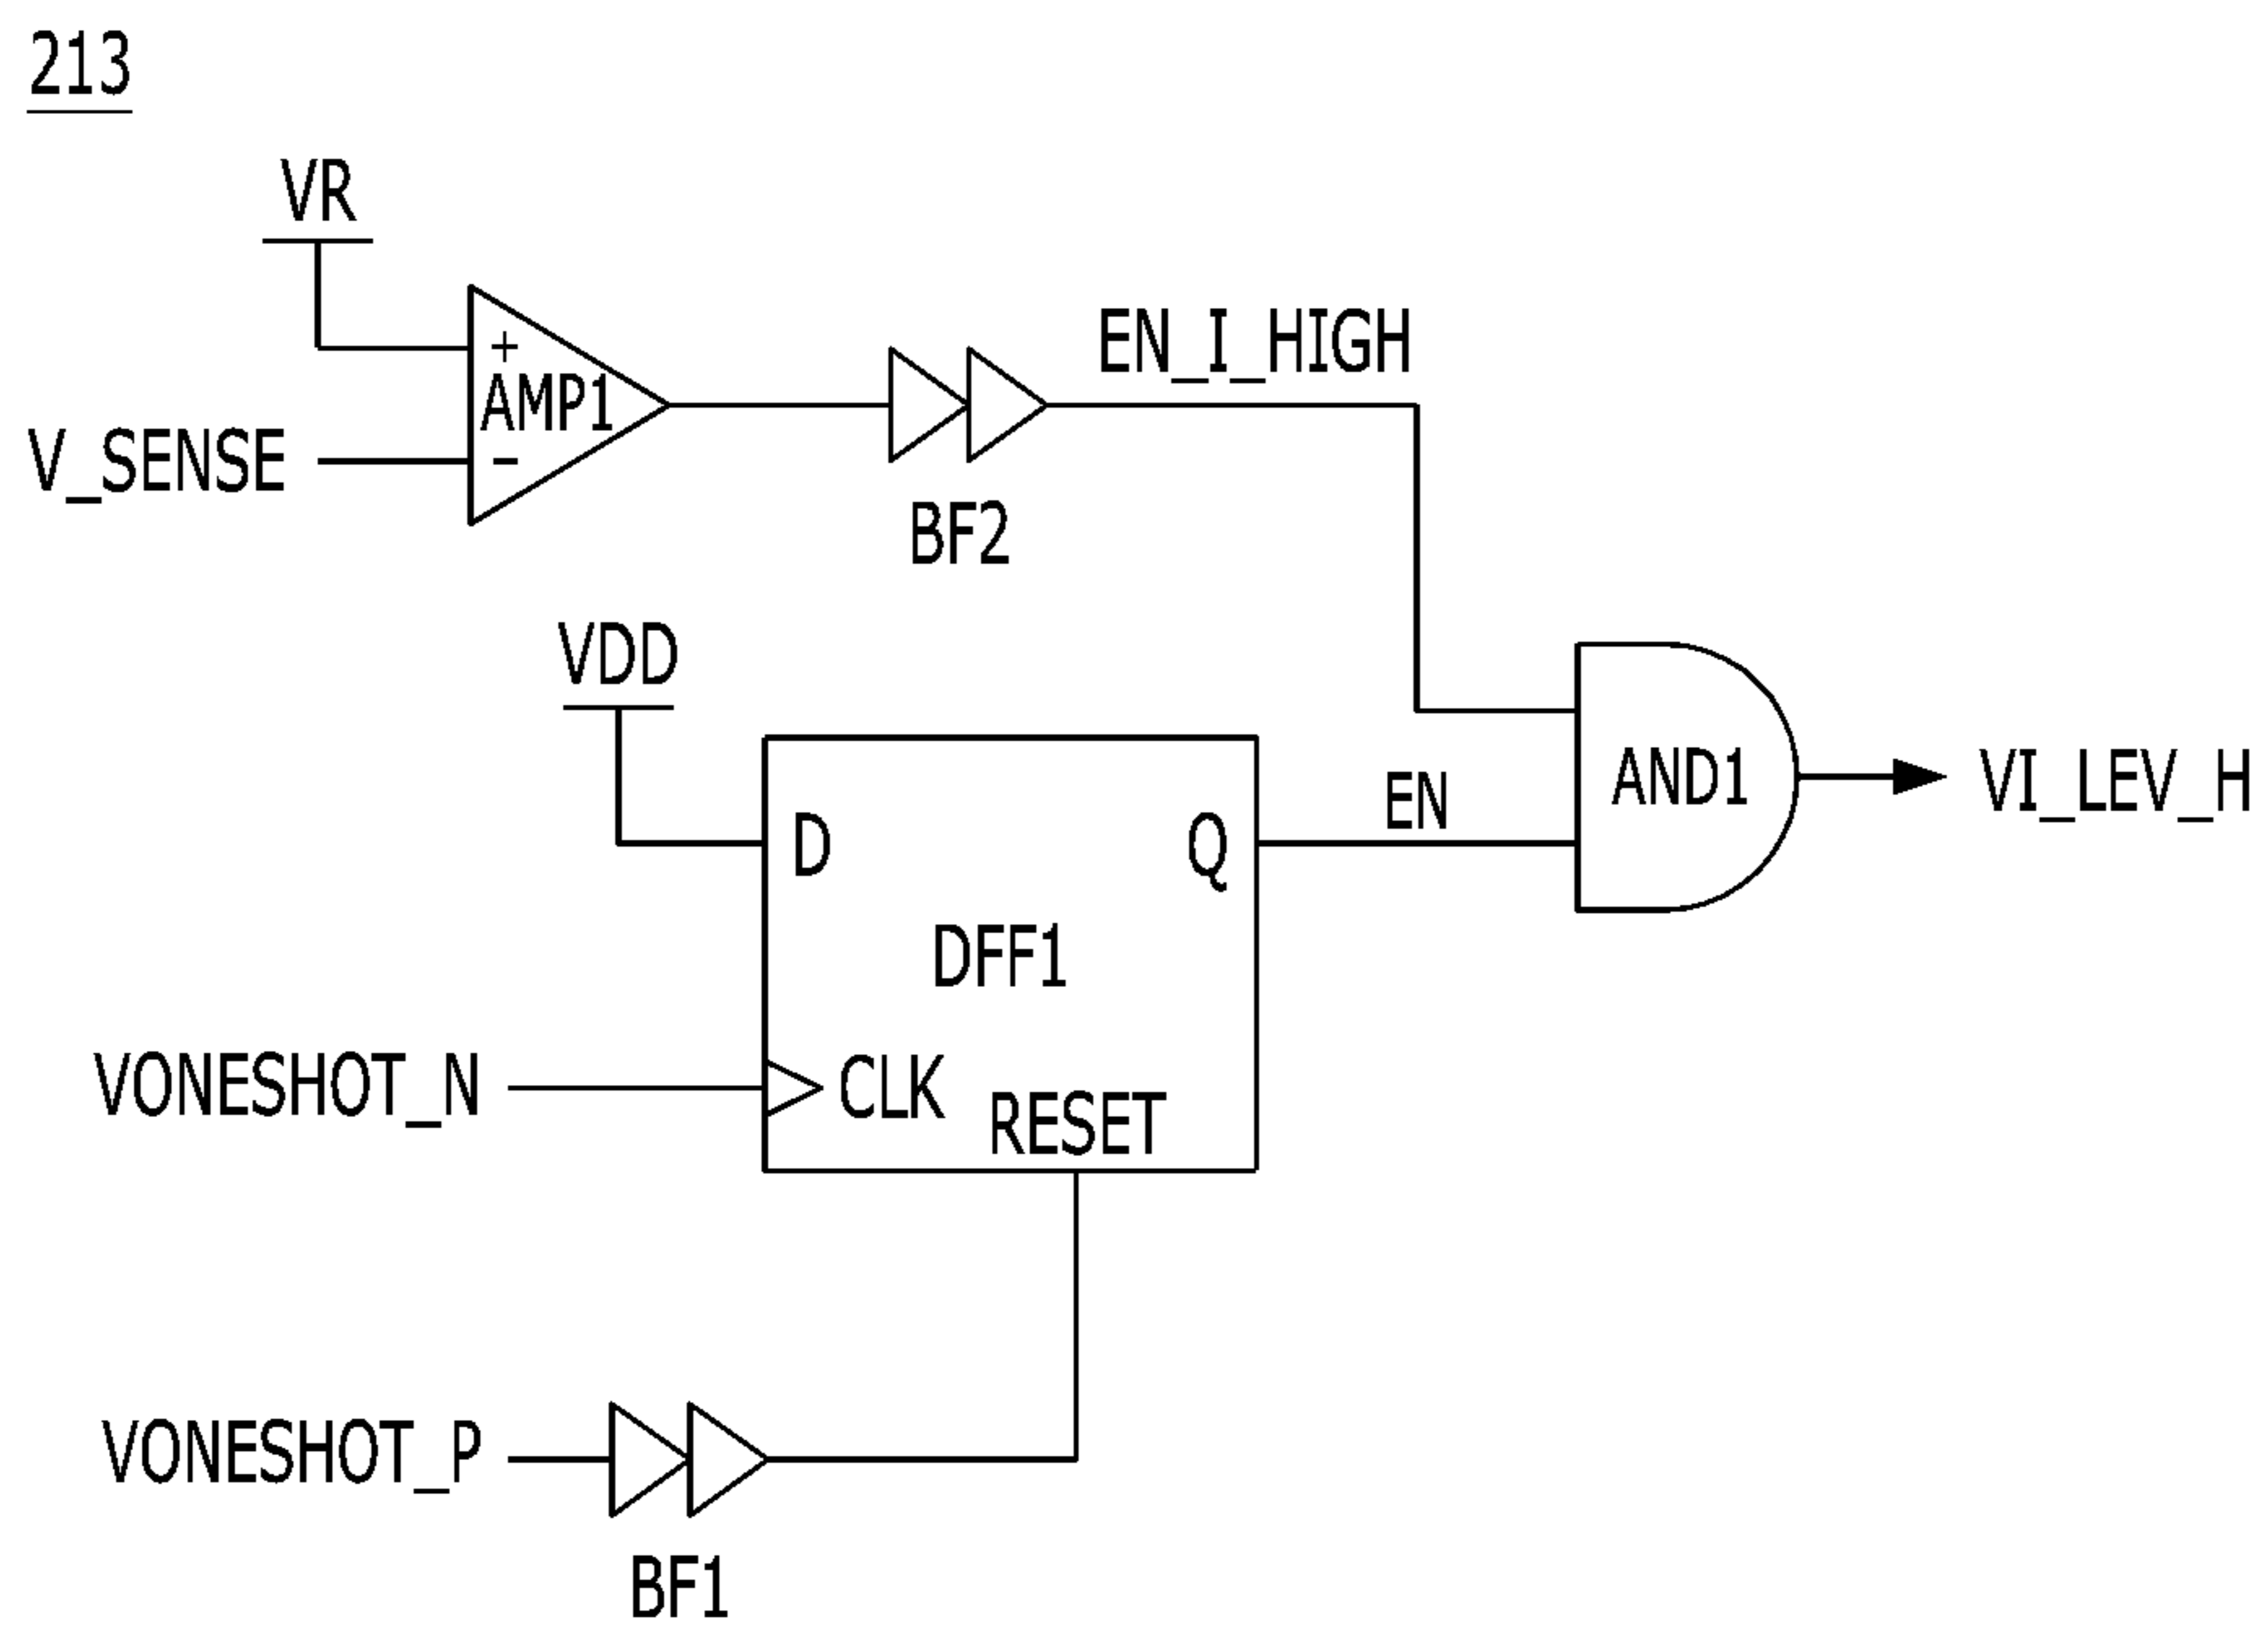 213
VR
+
AMP1
-
V_SENSE
BF2
EN_I_HIGH
VDD
D
Q
DFF1
CLK
RESET
EN
AND1
VI_LEV_H
VONESHOT_N
VONESHOT_P
BF1